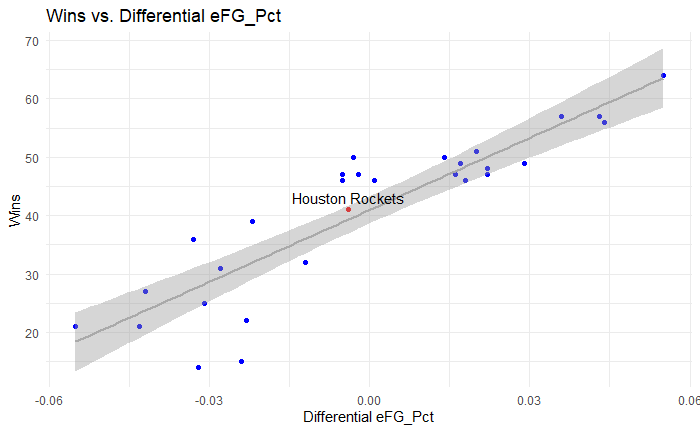 Wins vs. Differential eFG_Pct
70
60
50
40
30
20
Wins
Houston Rockets
-0.06 -0.03 0.00 0.03 0.06
Differential eFG_Pct